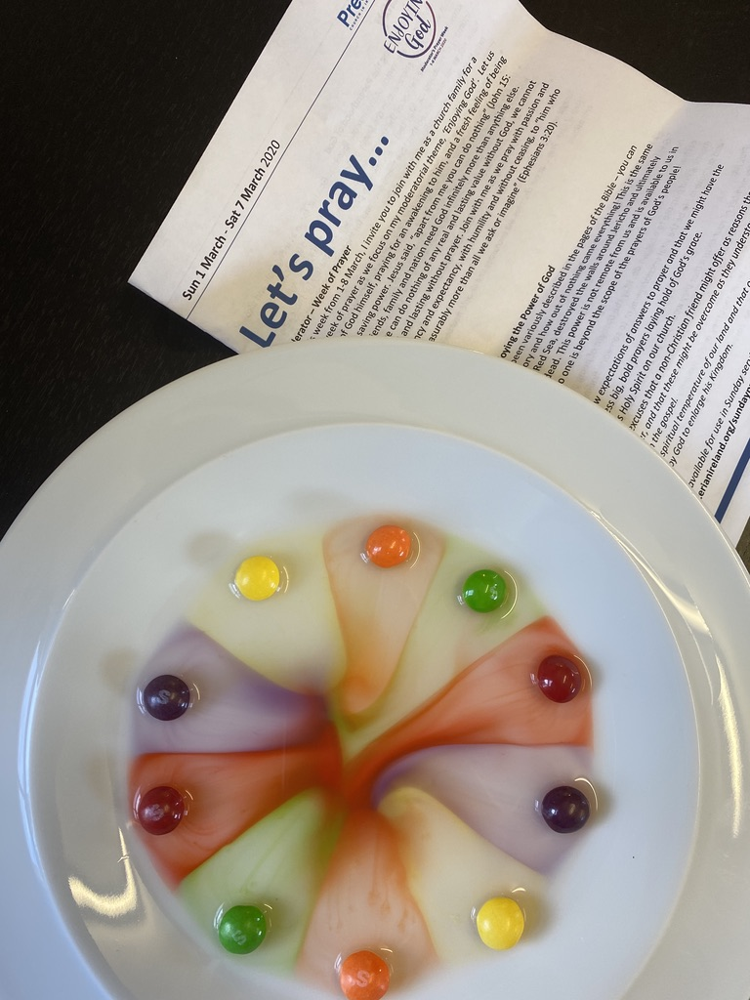 Pres
ENJOYING
God
Moderator's Prayer Week
1-8 MARCH 2020
Sun 1 March - Sat 7 March 2020
Let's pray...
erator – Week of Prayer
week from 1-8 March, I invite you to join with me as a church family for a
eek of prayer as we focus on my moderatorial theme, 'Enjoying God'. Let us
of God himself, praying for an awakening to him, and a fresh feeling of being
saving power. Jesus said, "apart from me you can do nothing" (John 15:
ends, family and nation need God infinitely more than anything else.
e can do nothing of any real and lasting value without God, we cannot
and lasting without prayer. Join with me as we pray with passion and
cy and expectancy, with humility and without ceasing, to "him who
asurably more than all we ask or imagine" (Ephesians 3:20).
oying the Power of God
een variously described in the pages of the Bible – you can
ory and how out of nothing came everything! This is the same
Red Sea, destroyed the walls around Jericho and ultimately
dead. This power is not remote from us and is available to us in
o one is beyond the scope of the prayers of God's people!
w expectations of answers to prayer and that we might have the
ess big, bold prayers laying hold of God's grace.
s Holy Spirit on our church.
excuses that a non-Christian friend might offer as reasons
r, and that these might be overcome as they
n the gospel.
spiritual temperature of our land and that
y God to enlarge his Kingdom.
available for use in Sunday
erianireland.org/
S
S
S